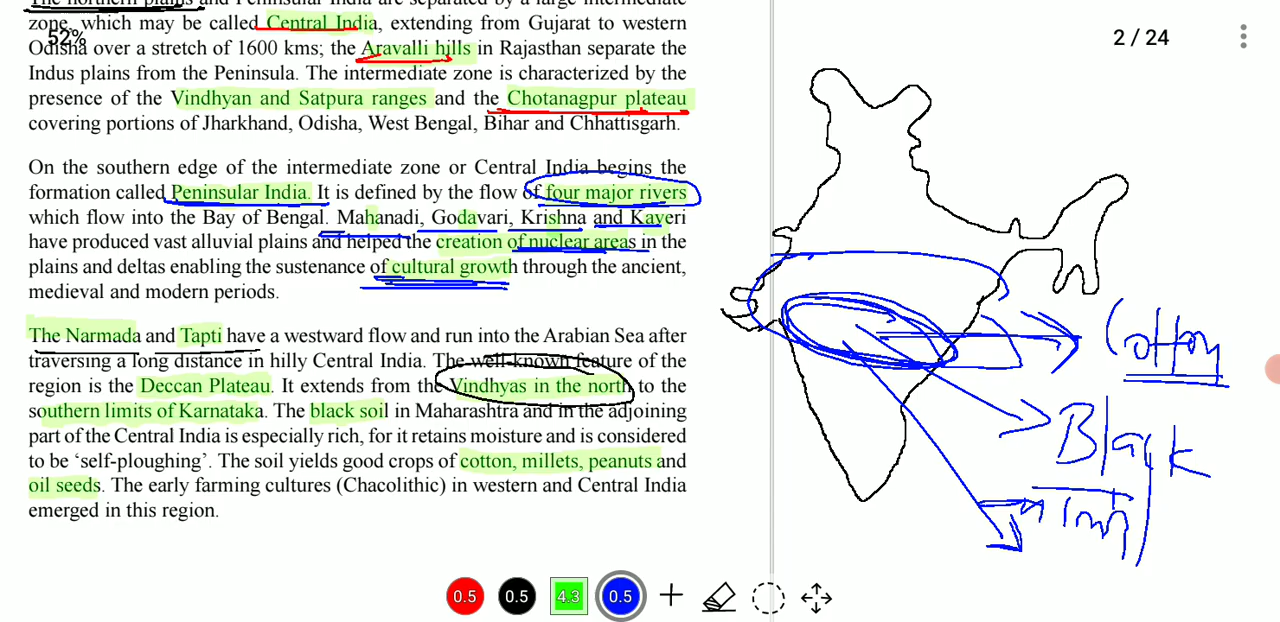 The northern plains and Peninsular India are separated by a large intermediate
zone, which may be called Central India, extending from Gujarat to western
52%
Odisha over a stretch of 1600 kms; the Aravalli hills in Rajasthan separate the
Indus plains from the Peninsula. The intermediate zone is characterized by the
presence of the Vindhyan and Satpura ranges and the Chotanagpur plateau
covering portions of Jharkhand, Odisha, West Bengal, Bihar and Chhattisgarh.
On the southern edge of the intermediate zone or Central India begins the
formation called Peninsular India. It is defined by the flow of four major rivers
which flow into the Bay of Bengal. Mahanadi, Godavari, Krishna and Kaveri
have produced vast alluvial plains and helped the creation of nuclear areas in the
plains and deltas enabling the sustenance of cultural growth through the ancient,
medieval and modern periods.
The Narmada and Tapti have a westward flow and run into the Arabian Sea after
traversing a long distance in hilly Central India. The well-known feature of the
region is the Deccan Plateau. It extends from the Vindhyas in the north to the
southern limits of Karnataka. The black soil in Maharashtra and in the adjoining
part of the Central India is especially rich, for it retains moisture and is considered
to be ‘self-ploughing’. The soil yields good crops of cotton, millets, peanuts and
oil seeds. The early farming cultures (Chacolithic) in western and Central India
emerged in this region.
2 / 24
Cotton
Black
0.5
0.5
4.3
0.5